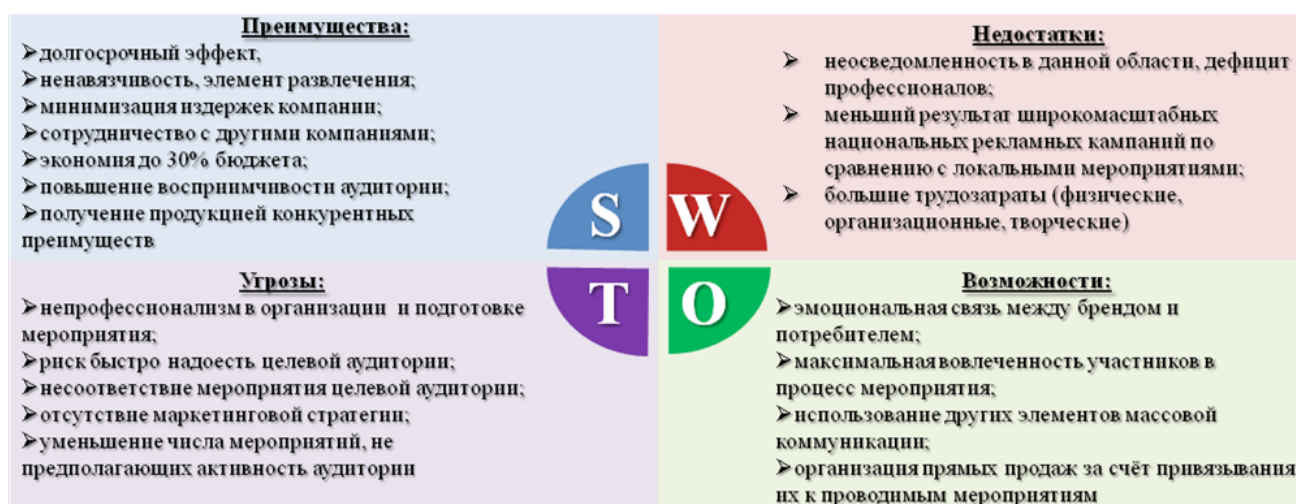 Преимущества:
➢долгосрочный эффект,
➢ненавязчивость, элемент развлечения;
➢минимизация издержек компании;
➢сотрудничество с другими компаниями;
➢экономия до 30% бюджета;
➢повышение восприимчивости аудитории;
➢получение продукцией конкурентных
преимуществ
Недостатки:
➢ неосведомленность в данной области, дефицит
профессионалов;
➢ меньший результат широкомасштабных
национальных рекламных кампаний по
сравнению с локальными мероприятиями;
➢ большие трудозатраты (физические,
организационные, творческие)
S W
T O
Угрозы:
➢непрофессионализм в организации и подготовке
мероприятия;
➢риск быстро надоесть целевой аудитории;
➢несоответствие мероприятия целевой аудитории;
➢отсутствие маркетинговой стратегии;
➢уменьшение числа мероприятий, не
предполагающих активность аудитории
Возможности:
➢эмоциональная связь между брендом и
потребителем;
➢максимальная вовлеченность участников в
процесс мероприятия;
➢использование других элементов массовой
коммуникации;
➢организация прямых продаж за счёт привязывания
их к проводимым мероприятиям